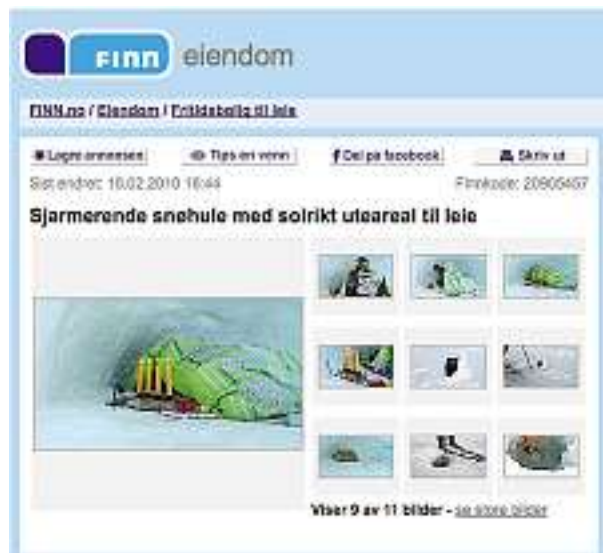 FINN eiendom
FINN.no / Eiendom / Fritidsbolig til leie
Lagre annonsen Tips en venn Del på facebook Skriv ut
Sist endret: 16.02.2010 16:44 Finnkode: 20905457
Sjarmerende snøhule med solrikt uteareal til leie
Viser 9 av 11 bilder - se store bilder